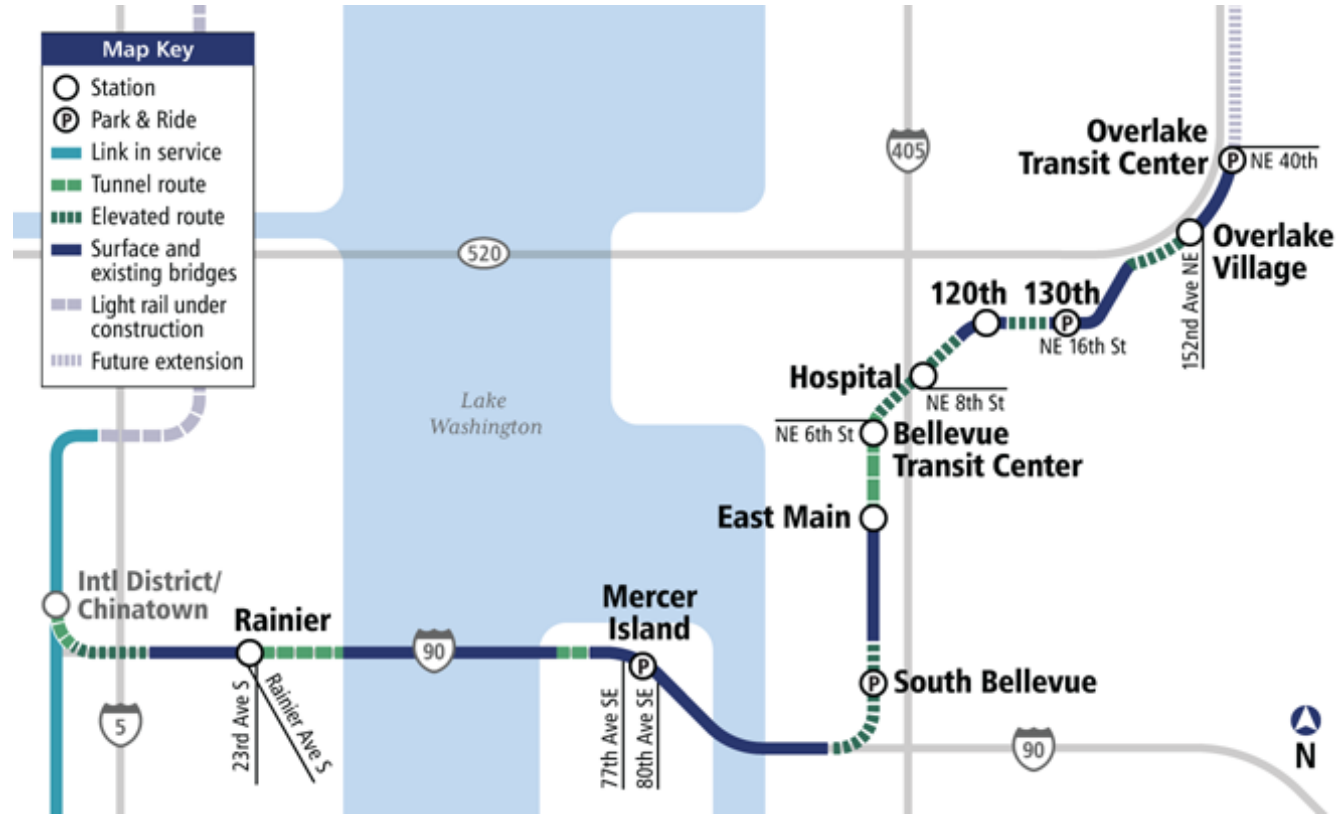 Map Key
Station
P
Park & Ride
Link in service
Tunnel route
Elevated route
Surface and
existing bridges
Light rail under
construction
Future extension
405
Overlake
Transit Center
P
NE 40th
520
Overlake
Village
152nd Ave NE
120th
130th
P
NE 16th St
Hospital
NE 8th St
Lake
Washington
NE 6th St
Bellevue
Transit Center
East Main
Intl District/
Chinatown
Rainier
23rd Ave S
Rainier Ave S
90
Mercer
Island
P
77th Ave SE
80th Ave SE
P
South Bellevue
5
90
N